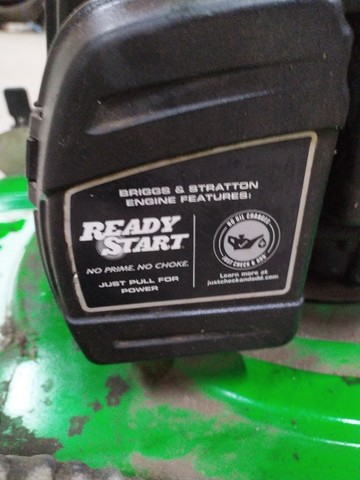 BRIGGS & STRATTON
ENGINE FEATURES:
READY
START
NO PRIME. NO CHOKE.
JUST PULL FOR
POWER
NO OIL CHANGES
JUST CHECK & ADD
Learn more at
justcheckandadd.com